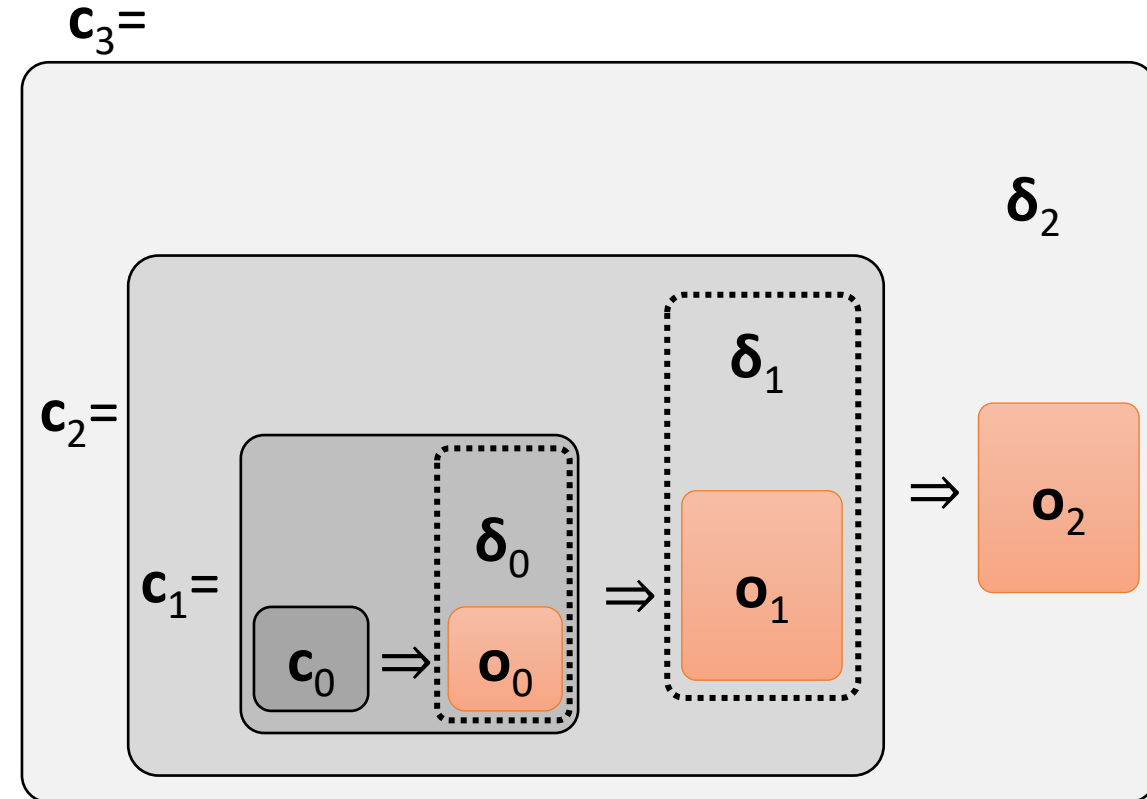 c₃=
δ₂
δ₁
c₂=
⇒ o₂
δ₀
c₁= ⇒ o₁
c₀ ⇒ o₀